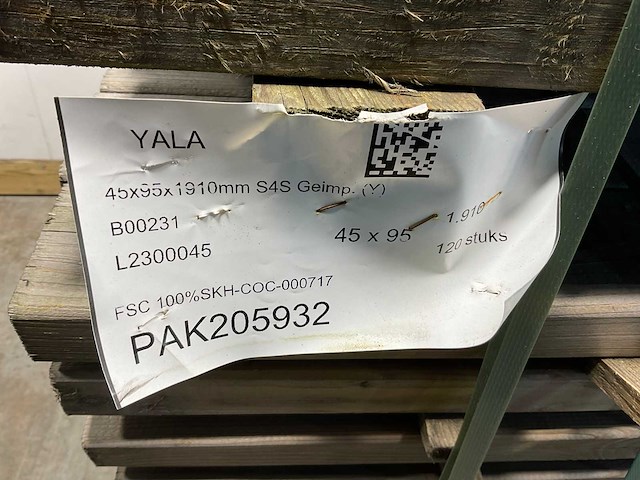 YALA
45x95x1910mm S4S Geimp. (Y)
B00231
45 x 95
1.910
L2300045
120 stuks
FSC 100%SKH-COC-000717
PAK205932